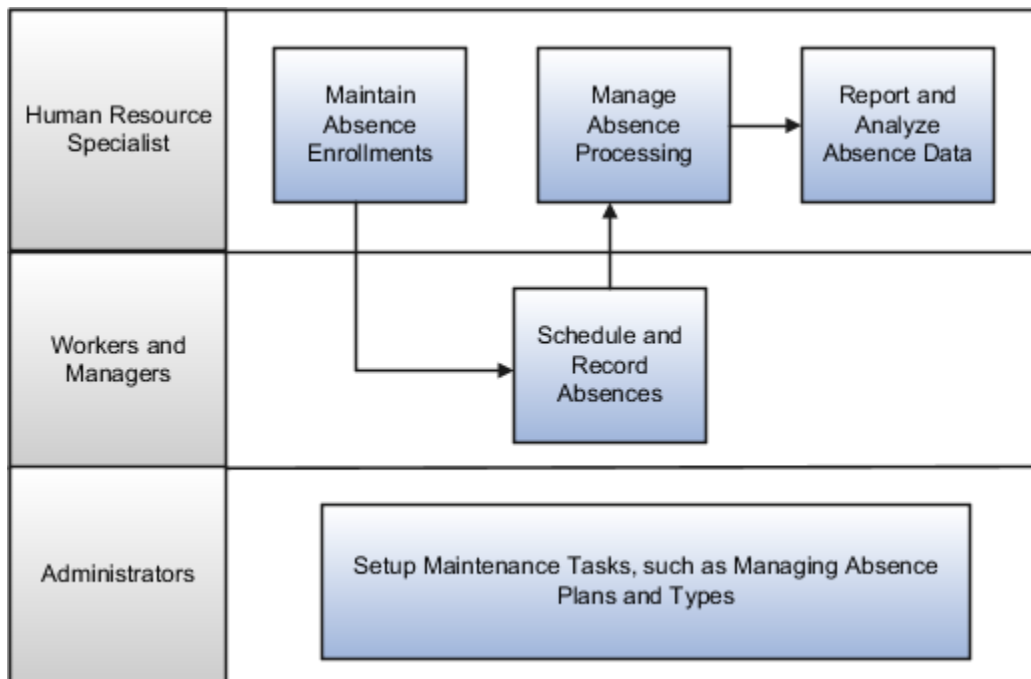 Human Resource
Specialist
Maintain
Absence
Enrollments
Manage
Absence
Processing
Report and
Analyze
Absence Data
Workers and
Managers
Schedule and
Record
Absences
Administrators
Setup Maintenance Tasks, such as Managing Absence
Plans and Types